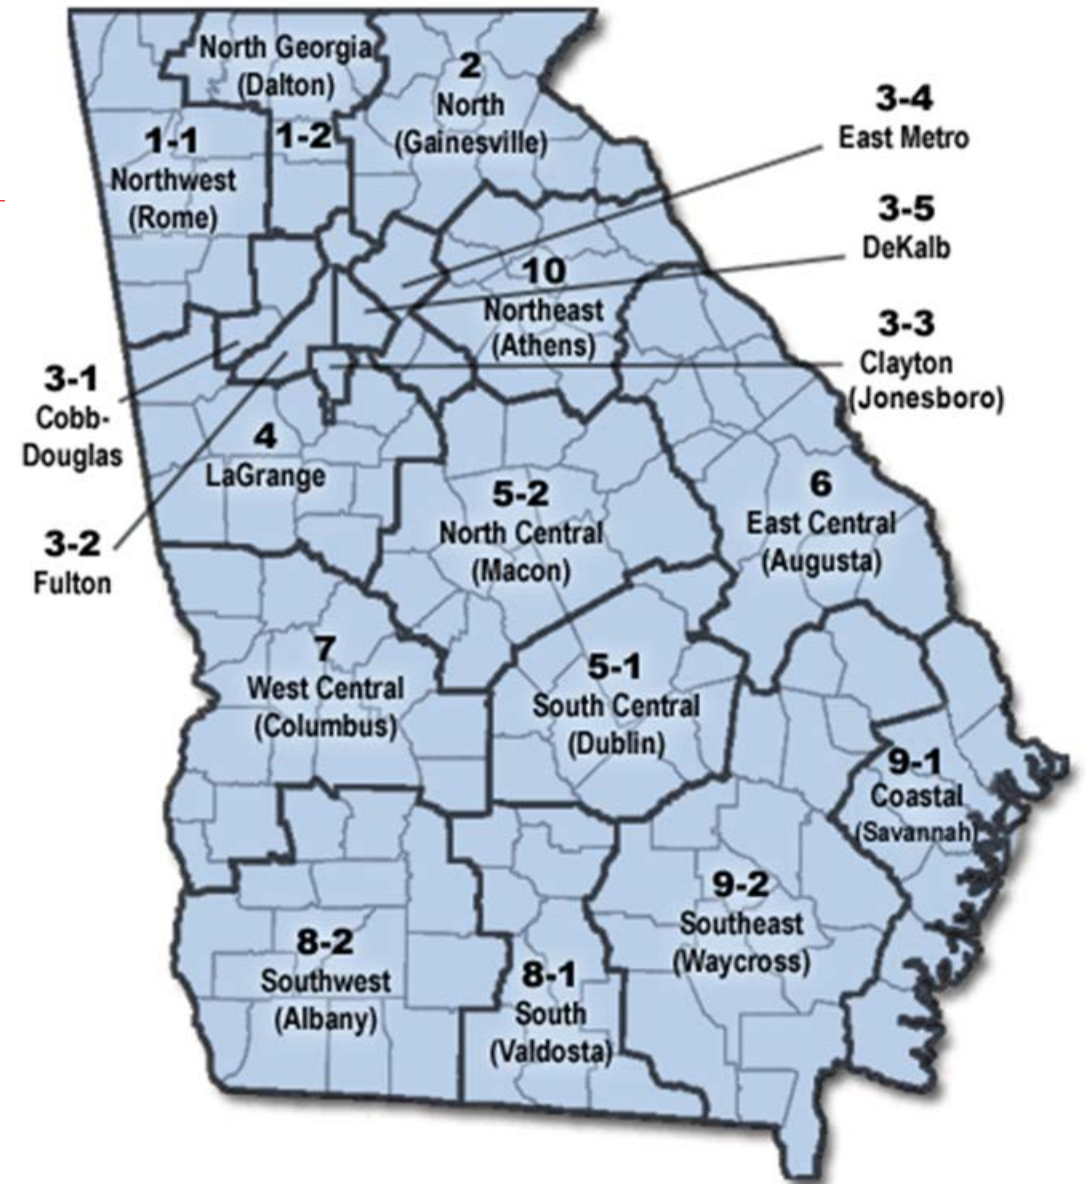 North Georgia
(Dalton)
1-2
2
North
(Gainesville)
1-1
Northwest
(Rome)
3-4
East Metro
3-5
DeKalb
10
Northeast
(Athens)
3-3
Clayton
(Jonesboro)
3-1
Cobb-
Douglas
4
LaGrange
3-2
Fulton
5-2
North Central
(Macon)
6
East Central
(Augusta)
7
West Central
(Columbus)
5-1
South Central
(Dublin)
9-1
Coastal
(Savannah)
9-2
Southeast
(Waycross)
8-2
Southwest
(Albany)
8-1
South
(Valdosta)